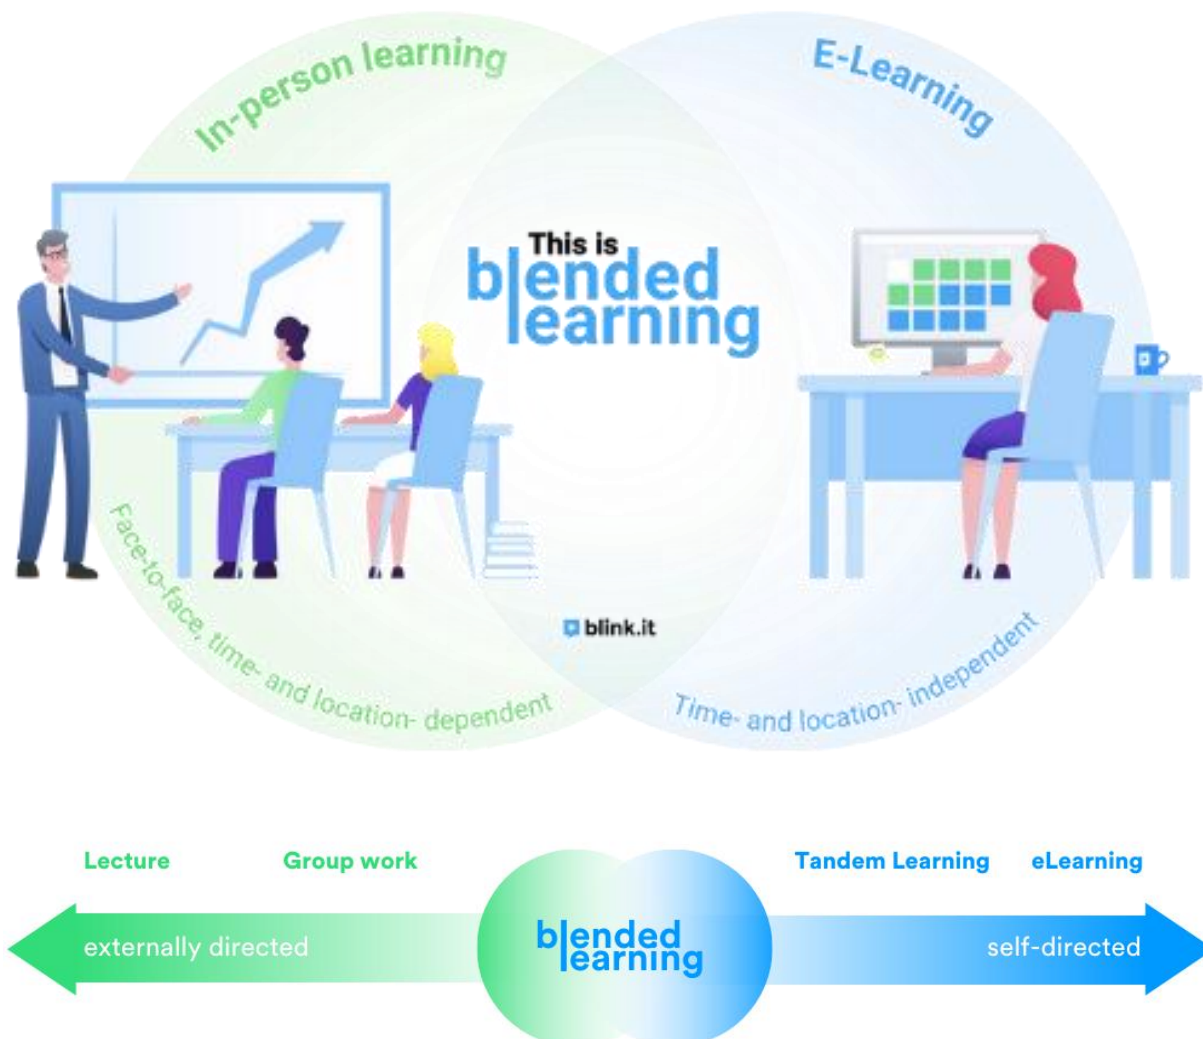 In-person learning
E-Learning
This is
blended
learning
Face-to-face, time- and location- dependent
blink.it
Time- and location- independent
Lecture
Group work
Tandem Learning
eLearning
externally directed
blended
learning
self-directed